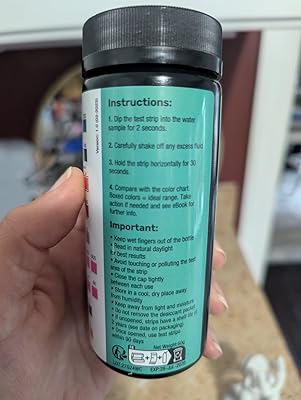 Instructions:
1. Dip the test strip into the water
sample for 2 seconds.
2. Carefully shake off any excess fluid
3. Hold the strip horizontally for 30
seconds.
4. Compare with the color chart.
Boxed colors = ideal range. Take
action if needed and see eBook for
further info.
Important:
• Keep wet fingers out of the bottle
• Read in natural daylight
for best results
• Avoid touching or polluting the test
area of the strip
• Close the cap tightly
between each use
• Store in a cool, dry place away
from humidity
• Keep away from light and moisture
• Do not remove the desiccant packet
• If unopened, strips have a shelf life of
2 years (see date on packaging)
• Once opened, use test strips
within 90 days
Net Weight:60g